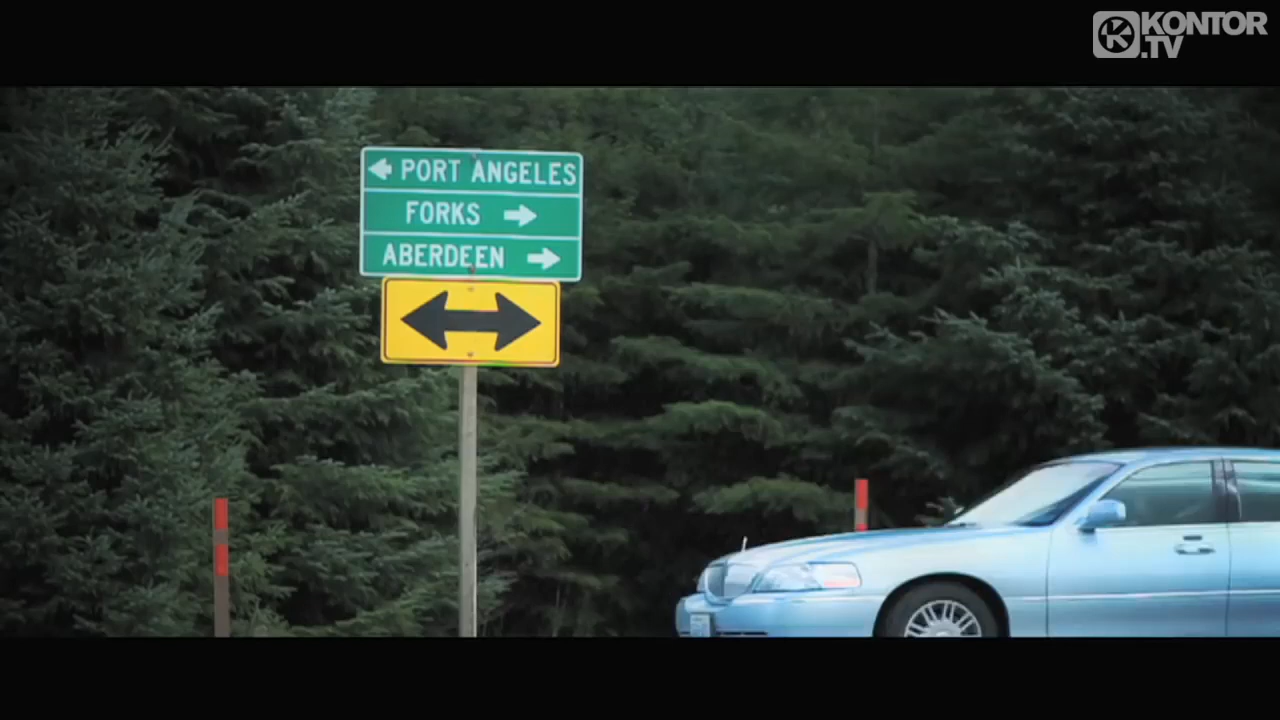 KONTOR
.TV
PORT ANGELES
FORKS
ABERDEEN